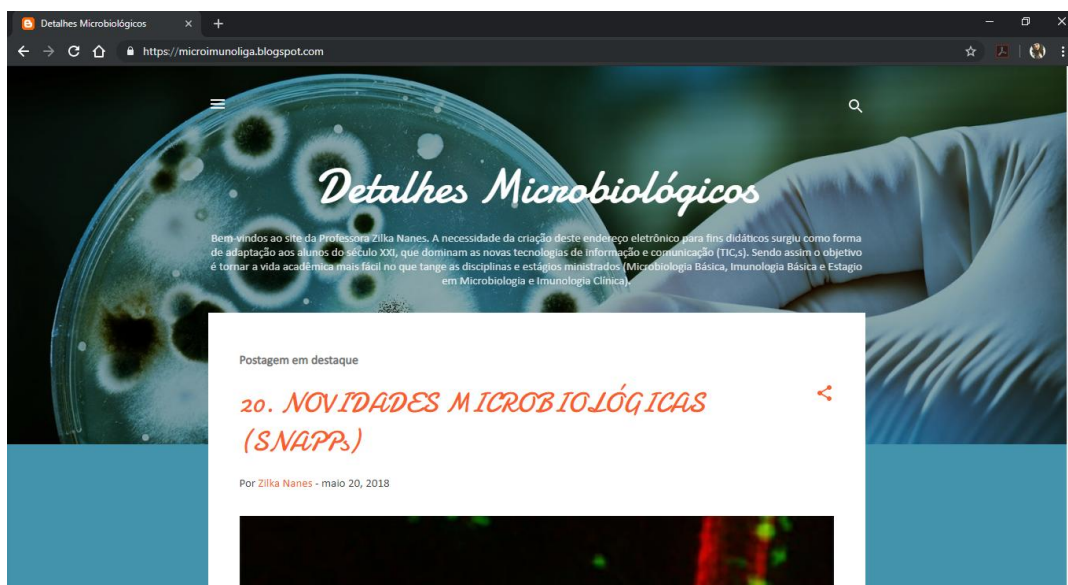 Detalhes Microbiológicos
https://microimunoliga.blogspot.com
Detalhes Microbiológicos
Bem-vindos ao site da Professora Zilka Nanes. A necessidade da criação deste endereço eletrônico para fins didáticos surgiu como forma
de adaptação aos alunos do século XXI, que dominam as novas tecnologias de informação e comunicação (TIC,s). Sendo assim o objetivo
é tornar a vida acadêmica mais fácil no que tange as disciplinas e estágios ministrados (Microbiologia Básica, Imunologia Básica e Estagio
em Microbiologia e Imunologia Clínica).
Postagem em destaque
20. NOVIDADES MICROBIOLÓGICAS
(SNAPPs)
Por Zilka Nanes - maio 20, 2018